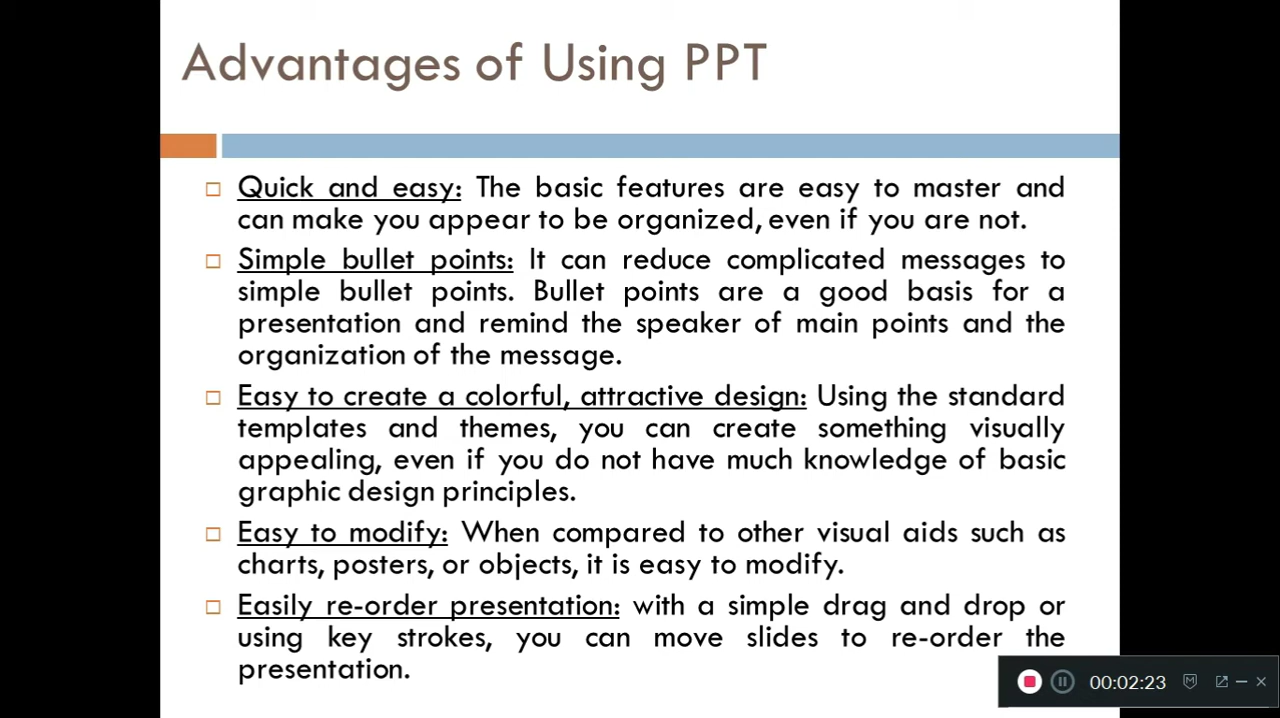 Advantages of Using PPT
Quick and easy: The basic features are easy to master and
can make you appear to be organized, even if you are not.
Simple bullet points: It can reduce complicated messages to
simple bullet points. Bullet points are a good basis for a
presentation and remind the speaker of main points and the
organization of the message.
Easy to create a colorful, attractive design: Using the standard
templates and themes, you can create something visually
appealing, even if you do not have much knowledge of basic
graphic design principles.
Easy to modify: When compared to other visual aids such as
charts, posters, or objects, it is easy to modify.
Easily re-order presentation: with a simple drag and drop or
using key strokes, you can move slides to re-order the
presentation.
00:02:23